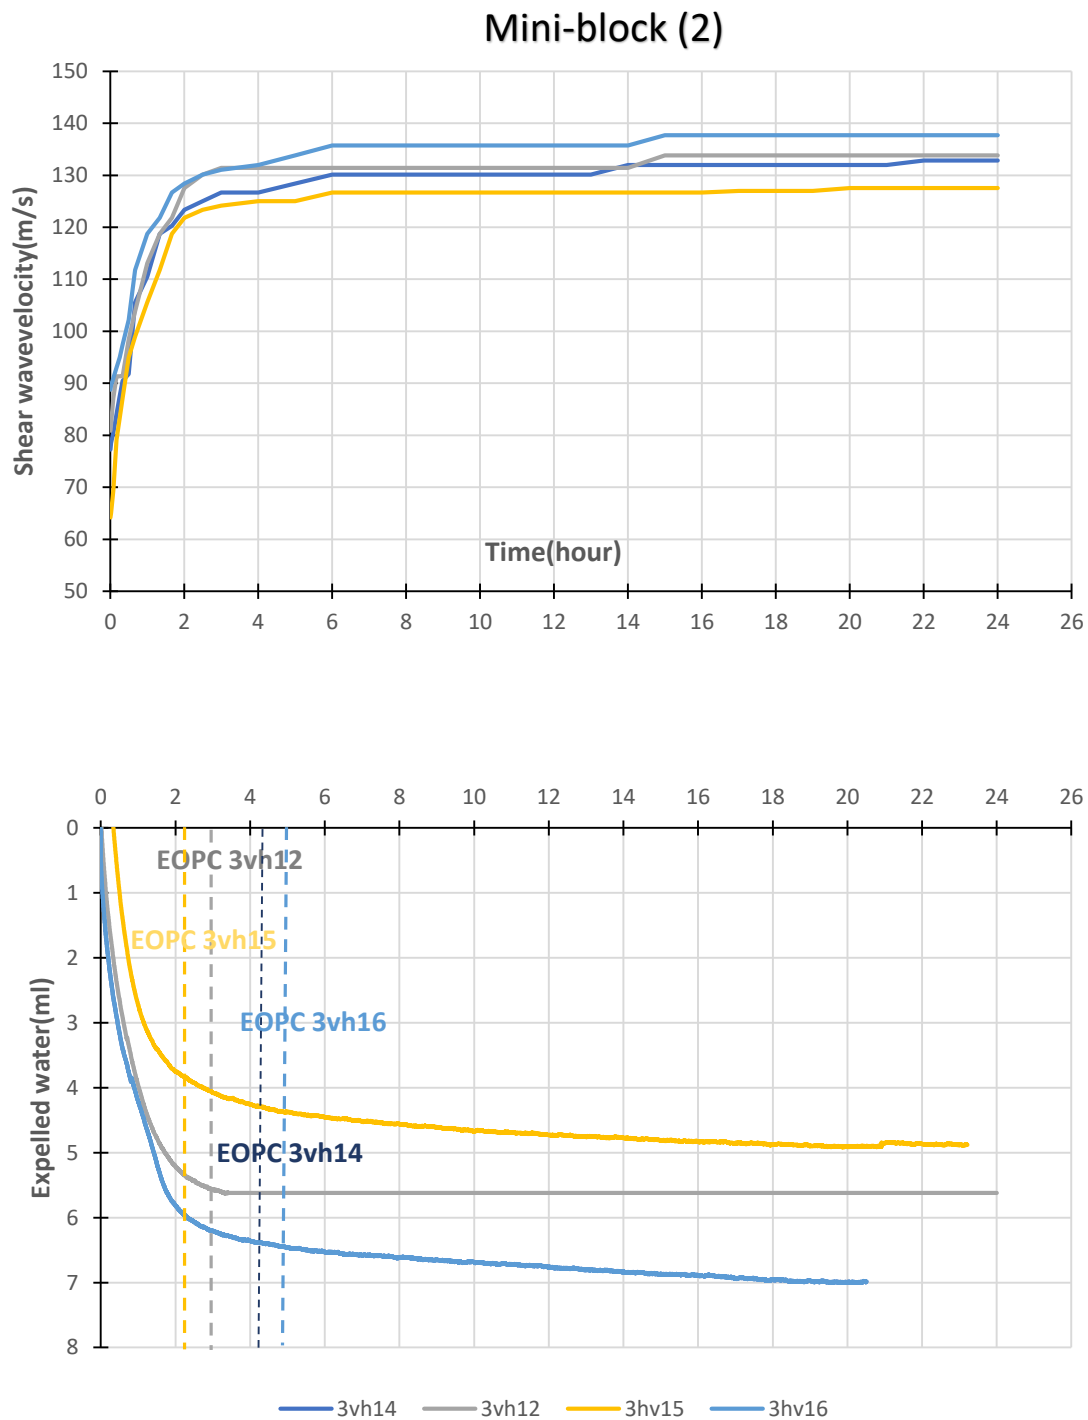 Mini-block (2)
150
140
130
120
110
100
90
80
70
60
50
Shear wavevelocity(m/s)
Time(hour)
0 2 4 6 8 10 12 14 16 18 20 22 24 26
0 2 4 6 8 10 12 14 16 18 20 22 24 26
0
1
2
3
4
5
6
7
8
Expelled water(ml)
EOPC 3vh12
EOPC 3vh15
EOPC 3vh16
EOPC 3vh14
3vh14 3vh12 3hv15 3hv16